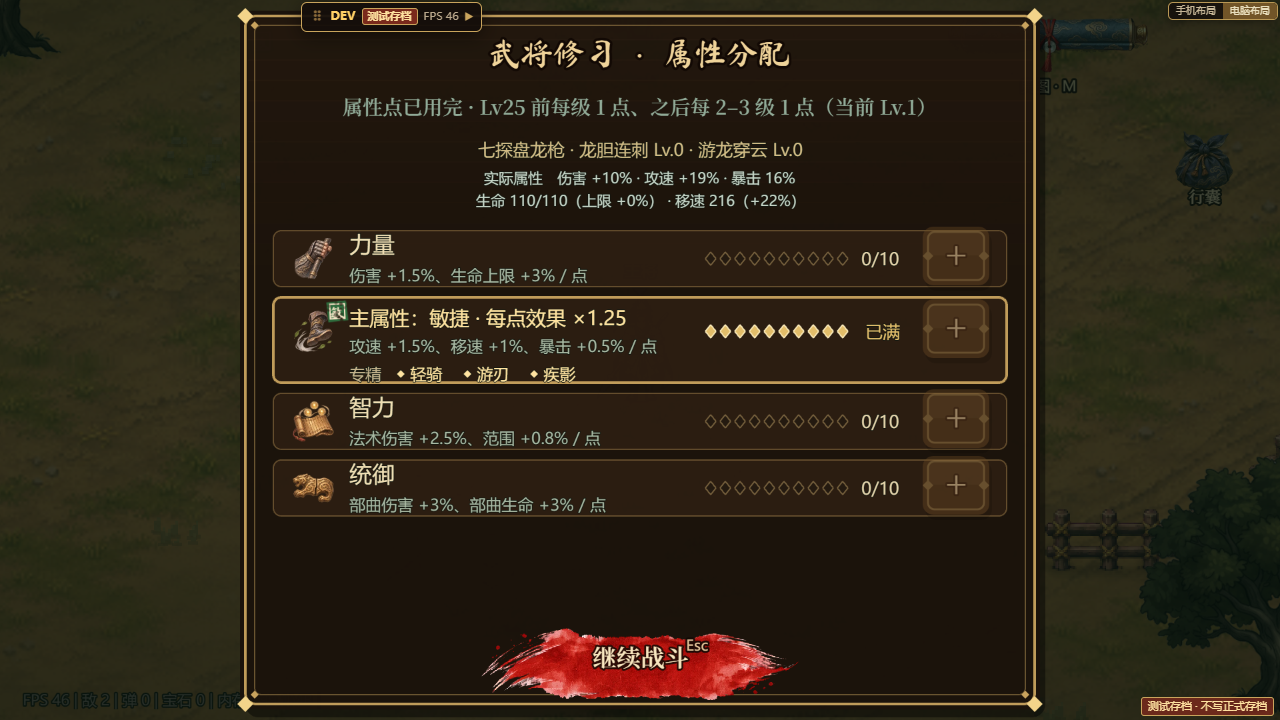 DEV 测试存档 FPS 46 ▶
手机布局 电脑布局
武将修习 · 属性分配
属性点已用完 · Lv25 前每级 1 点、之后每 2–3 级 1 点（当前 Lv.1）
七探盘龙枪 · 龙胆连刺 Lv.0 · 游龙穿云 Lv.0
实际属性 伤害 +10% · 攻速 +19% · 暴击 16%
生命 110/110（上限 +0%） · 移速 216（+22%）
力量
伤害 +1.5%、生命上限 +3% / 点
0/10
主属性：敏捷 · 每点效果 ×1.25
攻速 +1.5%、移速 +1%、暴击 +0.5% / 点
专精 轻骑 游刃 疾影
已满
智力
法术伤害 +2.5%、范围 +0.8% / 点
0/10
统御
部曲伤害 +3%、部曲生命 +3% / 点
0/10
继续战斗 Esc
图 · M
行囊
FPS 46 | 敌 2 | 弹 0 | 宝石 0 | 内存
测试存档 · 不写正式存档